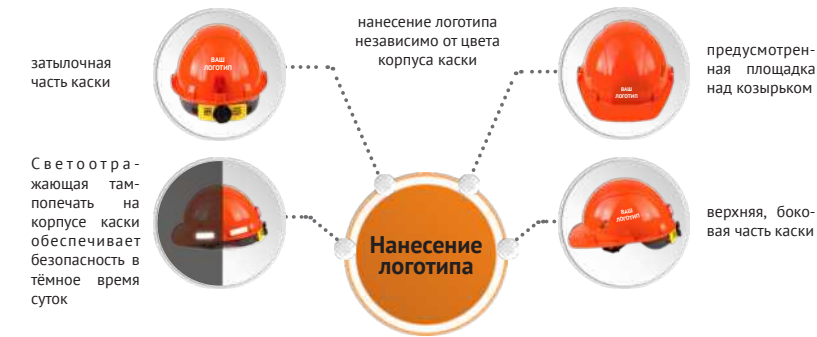 затылочная
часть каски
ВАШ
ЛОГОТИП
нанесение логотипа
независимо от цвета
корпуса каски
ВАШ
ЛОГОТИП
предусмотрен-
ная площадка
над козырьком
Светоотра-
жающая там-
попечать на
корпусе каски
обеспечивает
безопасность в
тёмное время
суток
Нанесение
логотипа
ВАШ
ЛОГОТИП
верхняя, боко-
вая часть каски